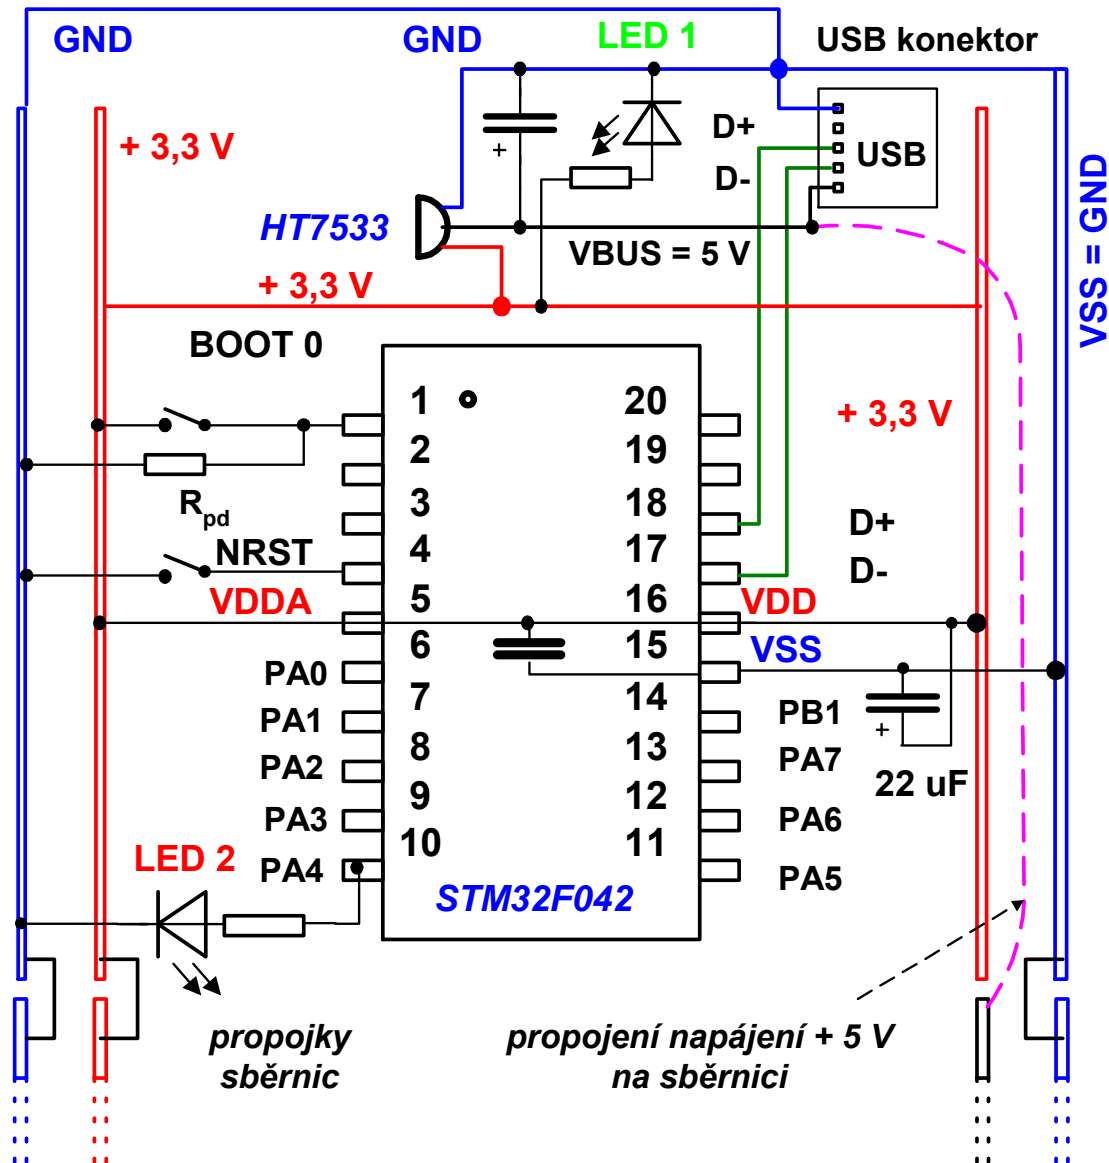 GND
GND
LED 1
USB konektor
+ 3,3 V
D+
USB
D-
HT7533
VBUS = 5 V
VSS = GND
+ 3,3 V
BOOT 0
1
20
+ 3,3 V
2
19
Rpd
3
18
D+
NRST
4
17
D-
VDDA
5
16
VDD
6
15
VSS
PA0
7
14
PB1
PA1
8
13
PA7
PA2
22 uF
9
12
PA3
PA6
10
11
LED 2
PA4
PA5
STM32F042
+
+
propojky
sběrnic
propojení napájení + 5 V
na sběrnici